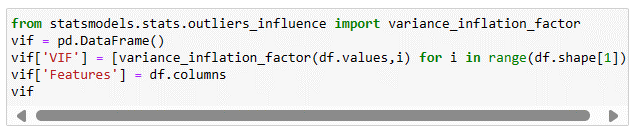 from statsmodels.stats.outliers_influence import variance_inflation_factor
vif = pd.DataFrame()
vif['VIF'] = [variance_inflation_factor(df.values,i) for i in range(df.shape[1])
vif['Features'] = df.columns
vif